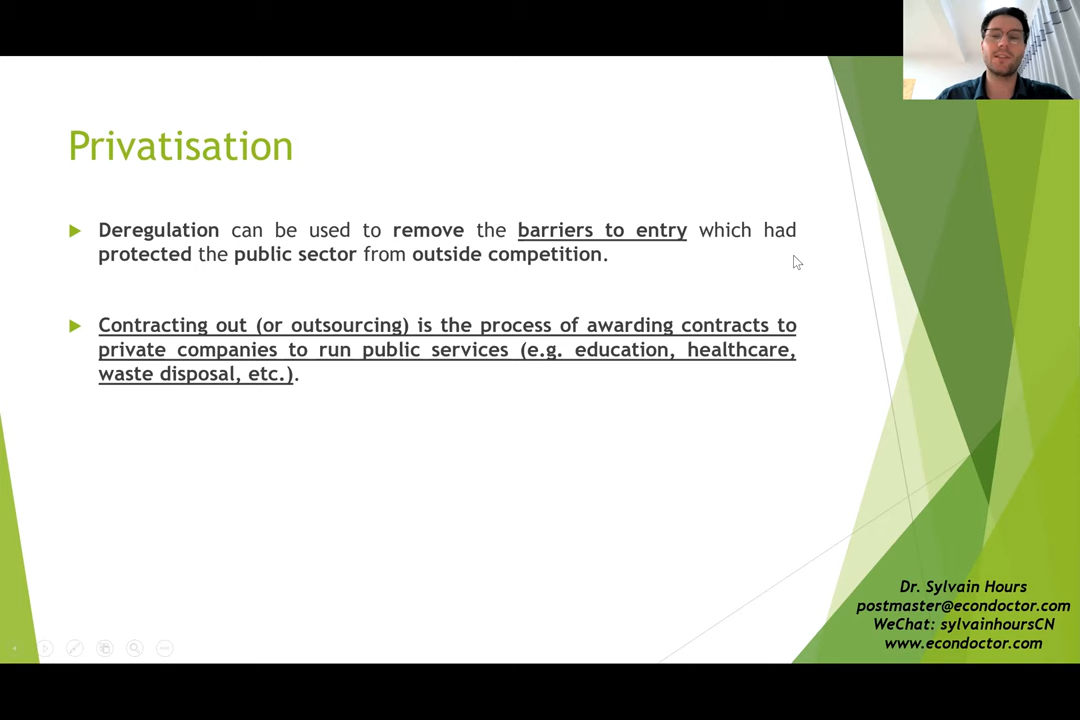 Privatisation
Deregulation can be used to remove the barriers to entry which had
protected the public sector from outside competition.
Contracting out (or outsourcing) is the process of awarding contracts to
private companies to run public services (e.g. education, healthcare,
waste disposal, etc.).
Dr. Sylvain Hours
postmaster@econdoctor.com
WeChat: sylvainhoursCN
www.econdoctor.com